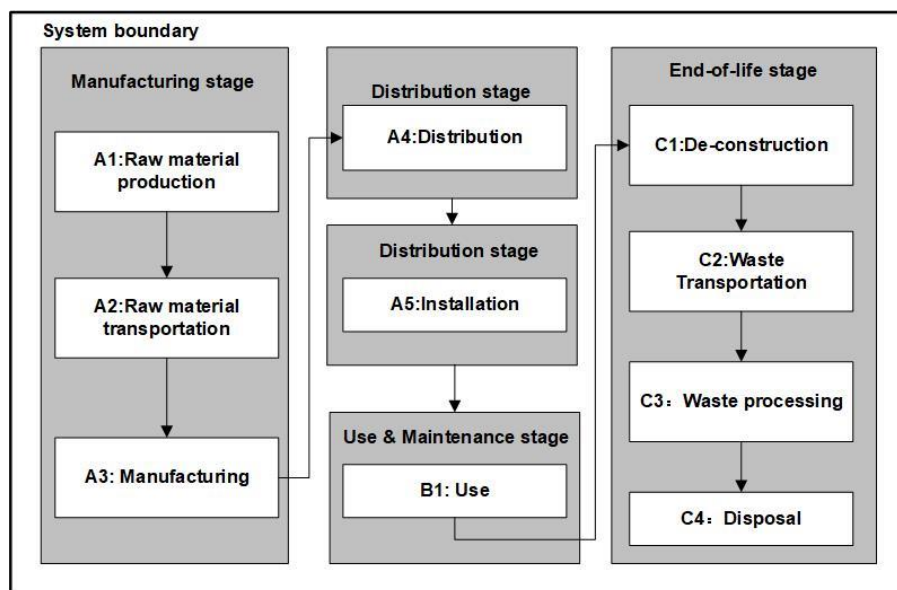 System boundary
Manufacturing stage
A1:Raw material
production
A2:Raw material
transportation
A3: Manufacturing
Distribution stage
A4:Distribution
Distribution stage
A5:Installation
Use & Maintenance stage
B1: Use
End-of-life stage
C1:De-construction
C2:Waste
Transportation
C3：Waste processing
C4：Disposal